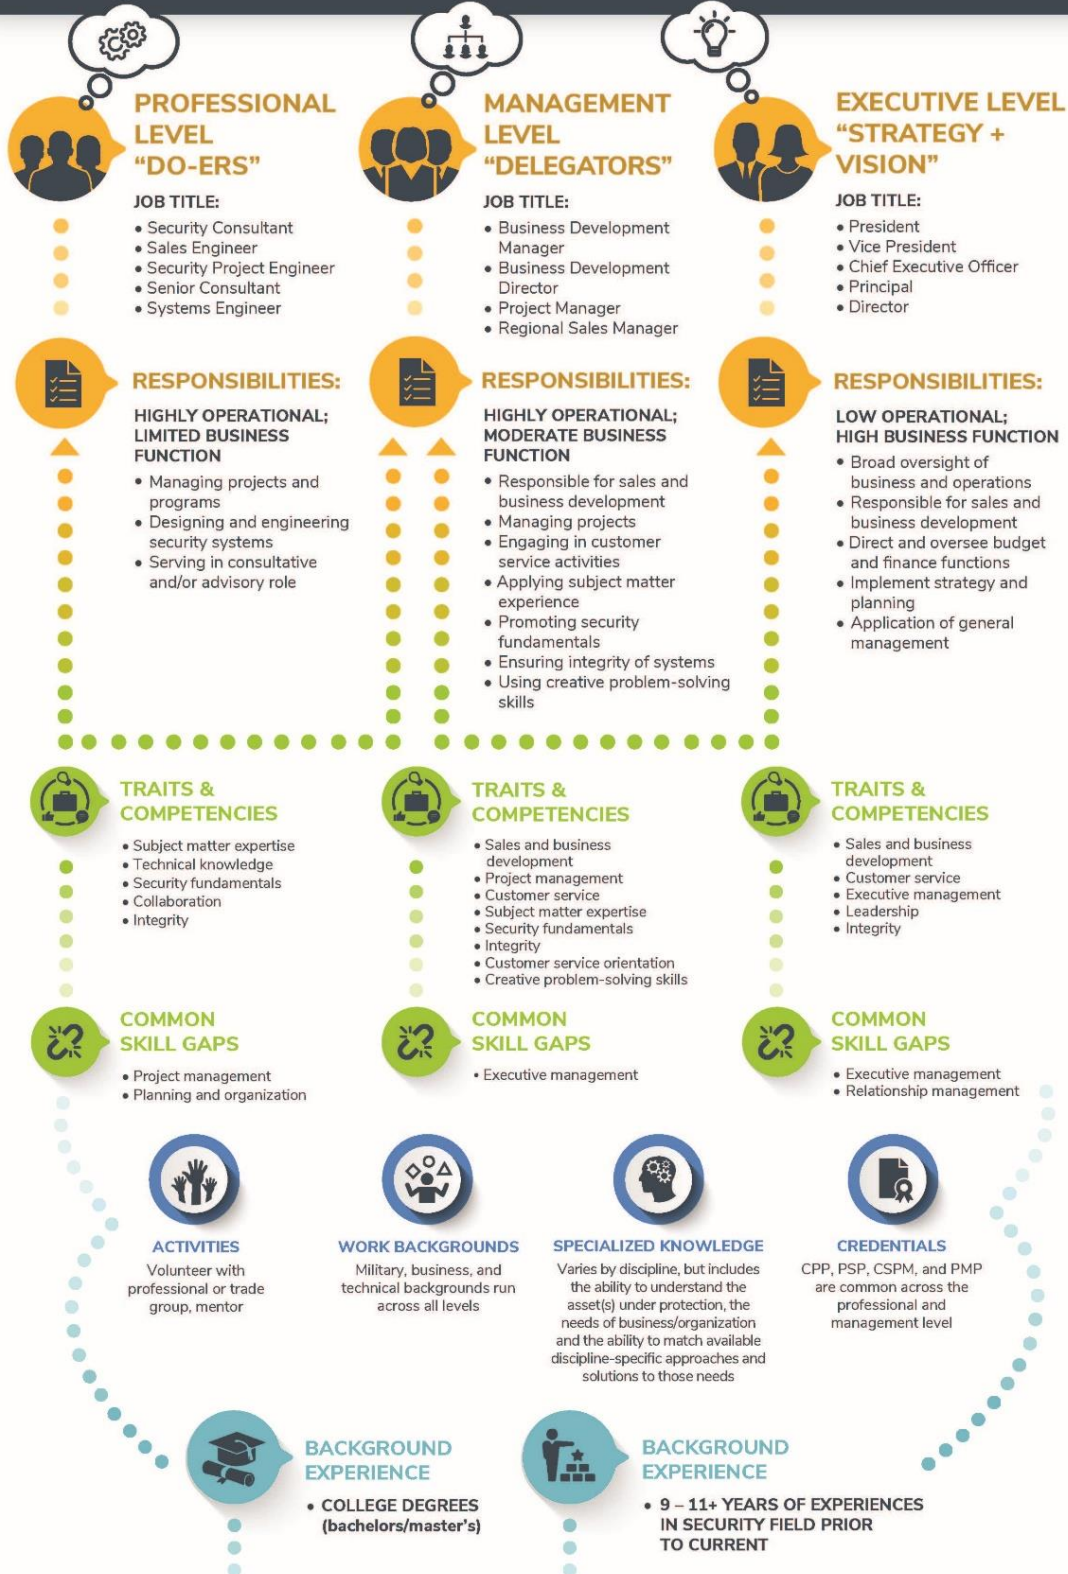 PROFESSIONAL
LEVEL
“DO-ERS”
JOB TITLE:
• Security Consultant
• Sales Engineer
• Security Project Engineer
• Senior Consultant
• Systems Engineer
MANAGEMENT
LEVEL
“DELEGATORS”
JOB TITLE:
• Business Development
Manager
• Business Development
Director
• Project Manager
• Regional Sales Manager
EXECUTIVE LEVEL
“STRATEGY +
VISION”
JOB TITLE:
• President
• Vice President
• Chief Executive Officer
• Principal
• Director
RESPONSIBILITIES:
HIGHLY OPERATIONAL;
LIMITED BUSINESS
FUNCTION
• Managing projects and
programs
• Designing and engineering
security systems
• Serving in consultative
and/or advisory role
RESPONSIBILITIES:
HIGHLY OPERATIONAL;
MODERATE BUSINESS
FUNCTION
• Responsible for sales and
business development
• Managing projects
• Engaging in customer
service activities
• Applying subject matter
experience
• Promoting security
fundamentals
• Ensuring integrity of systems
• Using creative problem-solving
skills
RESPONSIBILITIES:
LOW OPERATIONAL;
HIGH BUSINESS FUNCTION
• Broad oversight of
business and operations
• Responsible for sales and
business development
• Direct and oversee budget
and finance functions
• Implement strategy and
planning
• Application of general
management
TRAITS &
COMPETENCIES
• Subject matter expertise
• Technical knowledge
• Security fundamentals
• Collaboration
• Integrity
TRAITS &
COMPETENCIES
• Sales and business
development
• Project management
• Customer service
• Subject matter expertise
• Security fundamentals
• Integrity
• Customer service orientation
• Creative problem-solving skills
TRAITS &
COMPETENCIES
• Sales and business
development
• Customer service
• Executive management
• Leadership
• Integrity
COMMON
SKILL GAPS
• Project management
• Planning and organization
COMMON
SKILL GAPS
• Executive management
COMMON
SKILL GAPS
• Executive management
• Relationship management
ACTIVITIES
Volunteer with
professional or trade
group, mentor
WORK BACKGROUNDS
Military, business, and
technical backgrounds run
across all levels
SPECIALIZED KNOWLEDGE
Varies by discipline, but includes
the ability to understand the
asset(s) under protection, the
needs of business/organization
and the ability to match available
discipline-specific approaches and
solutions to those needs
CREDENTIALS
CPP, PSP, CSPM, and PMP
are common across the
professional and
management level
BACKGROUND
EXPERIENCE
• COLLEGE DEGREES
(bachelors/master’s)
BACKGROUND
EXPERIENCE
• 9 – 11+ YEARS OF EXPERIENCES
IN SECURITY FIELD PRIOR
TO CURRENT